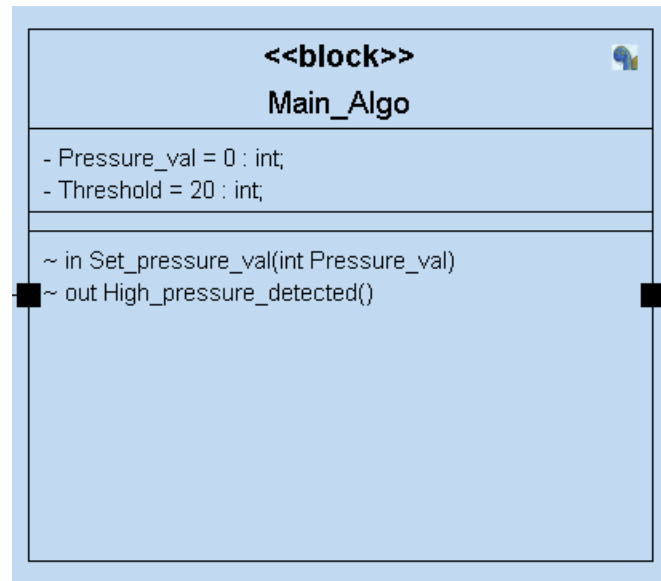 <<block>>
Main_Algo
- Pressure_val = 0 : int;
- Threshold = 20 : int;
~ in Set_pressure_val(int Pressure_val)
~ out High_pressure_detected()